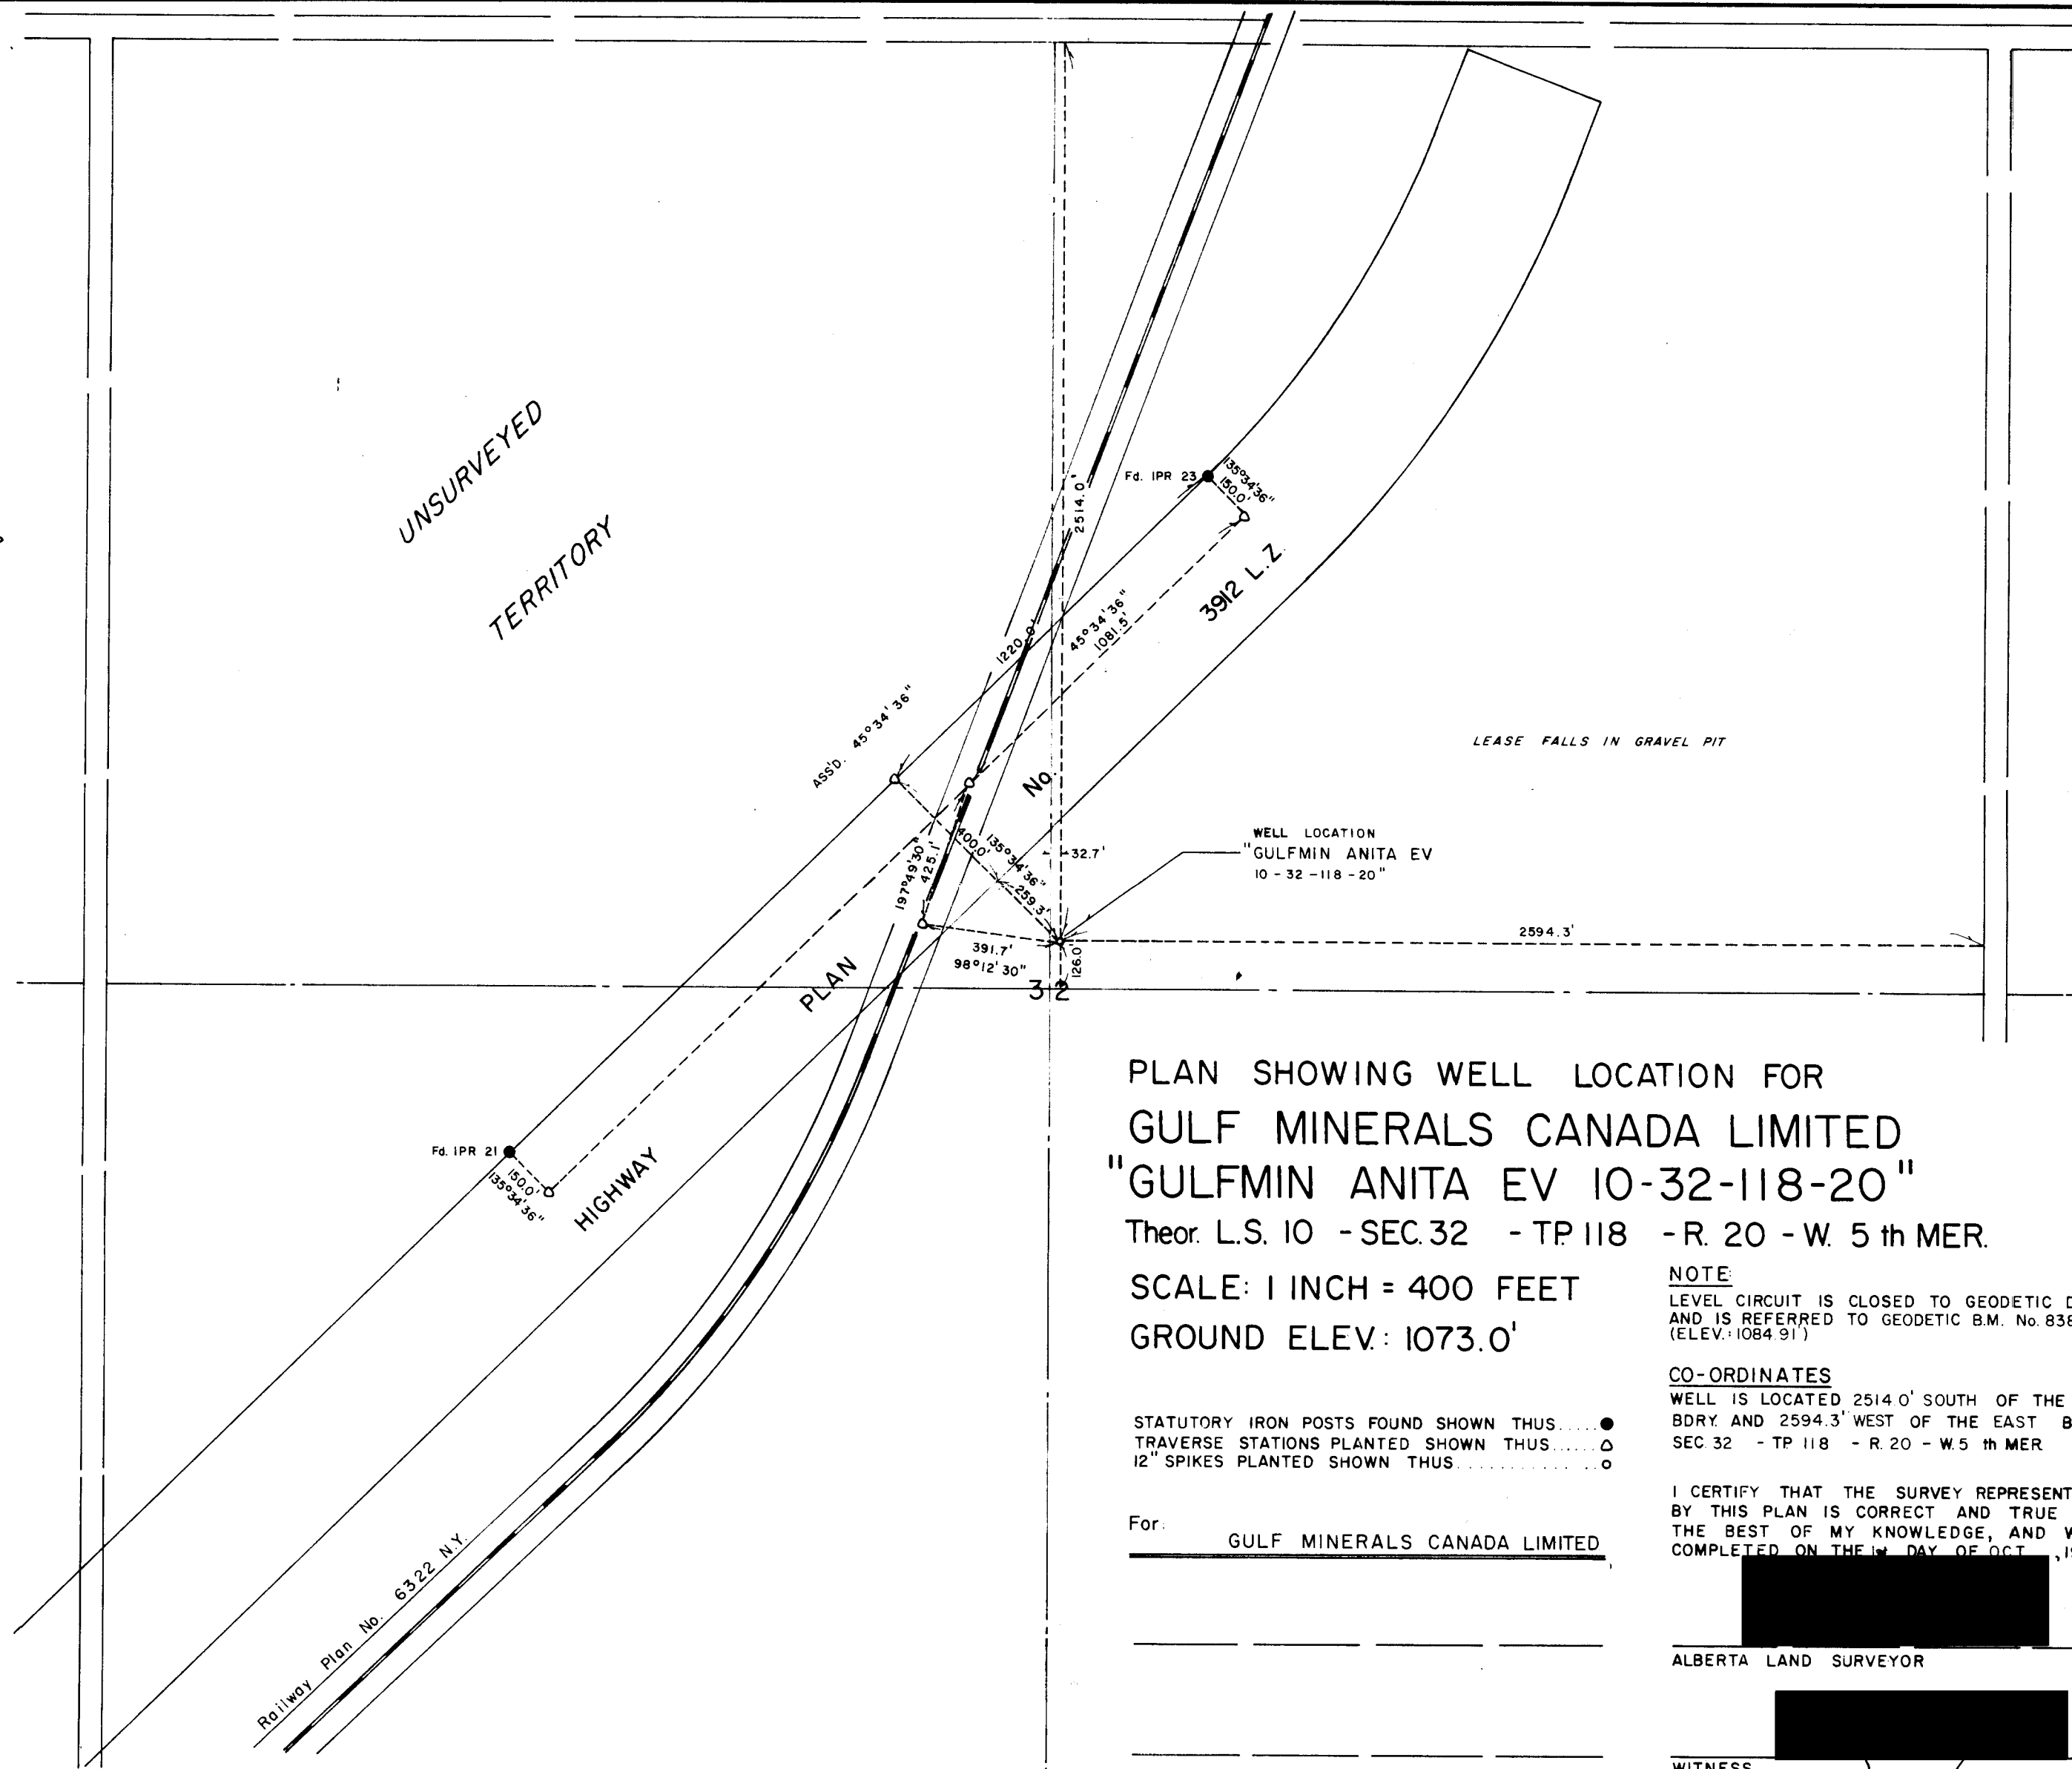 UNSURVEYED
TERRITORY
Fd. IPR 23
135°34'36"
150.0'
2514.0'
3912 L.Z.
45°34'36"
1081.5'
1220.0'
ASS'D. 45°34'36"
LEASE FALLS IN GRAVEL PIT
No.
WELL LOCATION
"GULFMIN ANITA EV
10 - 32 - 118 - 20"
32.7'
400.0'
135°34'36"
259.3'
197°49'30"
425.1'
2594.3'
391.7'
98°12'30"
126.0'
PLAN
32
Fd. IPR 21
150.0'
135°34'36"
HIGHWAY
PLAN SHOWING WELL LOCATION FOR
GULF MINERALS CANADA LIMITED
"GULFMIN ANITA EV 10-32-118-20"
Theor. L.S. 10 - SEC. 32 - TP. 118 - R. 20 - W. 5 th MER.
SCALE: 1 INCH = 400 FEET
GROUND ELEV.: 1073.0'
NOTE:
LEVEL CIRCUIT IS CLOSED TO GEODETIC
AND IS REFERRED TO GEODETIC B.M. No. 838
(ELEV.: 1084.91')
CO-ORDINATES
WELL IS LOCATED 2514.0' SOUTH OF THE
BDRY. AND 2594.3' WEST OF THE EAST
SEC. 32 - TP 118 - R. 20 - W. 5 th MER
STATUTORY IRON POSTS FOUND SHOWN THUS.....
TRAVERSE STATIONS PLANTED SHOWN THUS......
12" SPIKES PLANTED SHOWN THUS..............
I CERTIFY THAT THE SURVEY REPRESENT
BY THIS PLAN IS CORRECT AND TRUE
THE BEST OF MY KNOWLEDGE, AND
COMPLETED ON THE 1st DAY OF OCT ,
For:
GULF MINERALS CANADA LIMITED
Railway Plan No. 6322 N.Y.
ALBERTA LAND SURVEYOR
WITNESS